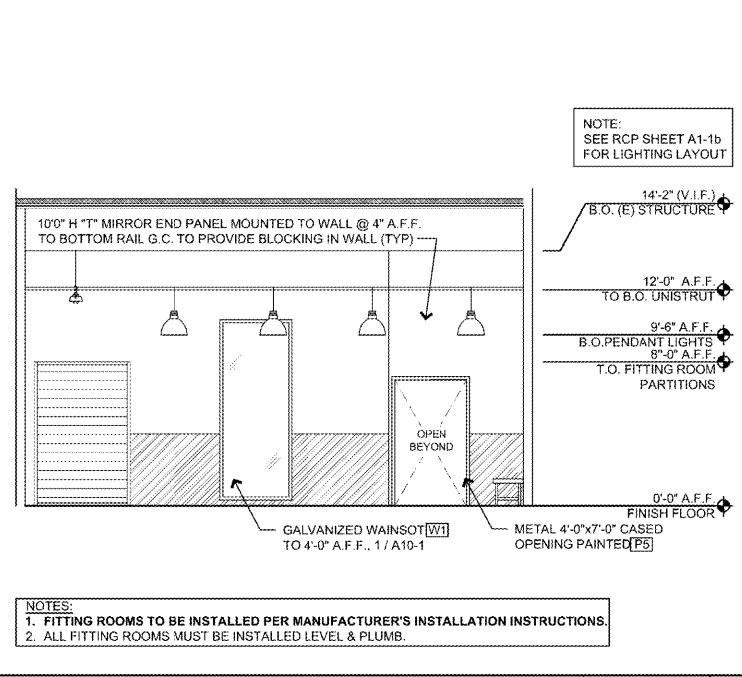 NOTE:
SEE RCP SHEET A1-1b
FOR LIGHTING LAYOUT
14'-2" (V.I.F.)
B.O. (E) STRUCTURE
10'0" H "T" MIRROR END PANEL MOUNTED TO WALL @ 4" A.F.F.
TO BOTTOM RAIL G.C. TO PROVIDE BLOCKING IN WALL (TYP)
12'-0" A.F.F.
TO B.O. UNISTRUT
9'-6" A.F.F.
B.O.PENDANT LIGHTS
8"-0" A.F.F.
T.O. FITTING ROOM
PARTITIONS
OPEN
BEYOND
0'-0" A.F.F.
FINISH FLOOR
GALVANIZED WAINSOT W1
TO 4'-0" A.F.F., 1 / A10-1
METAL 4'-0"x7'-0" CASED
OPENING PAINTED P5
NOTES:
1. FITTING ROOMS TO BE INSTALLED PER MANUFACTURER'S INSTALLATION INSTRUCTIONS.
2. ALL FITTING ROOMS MUST BE INSTALLED LEVEL & PLUMB.